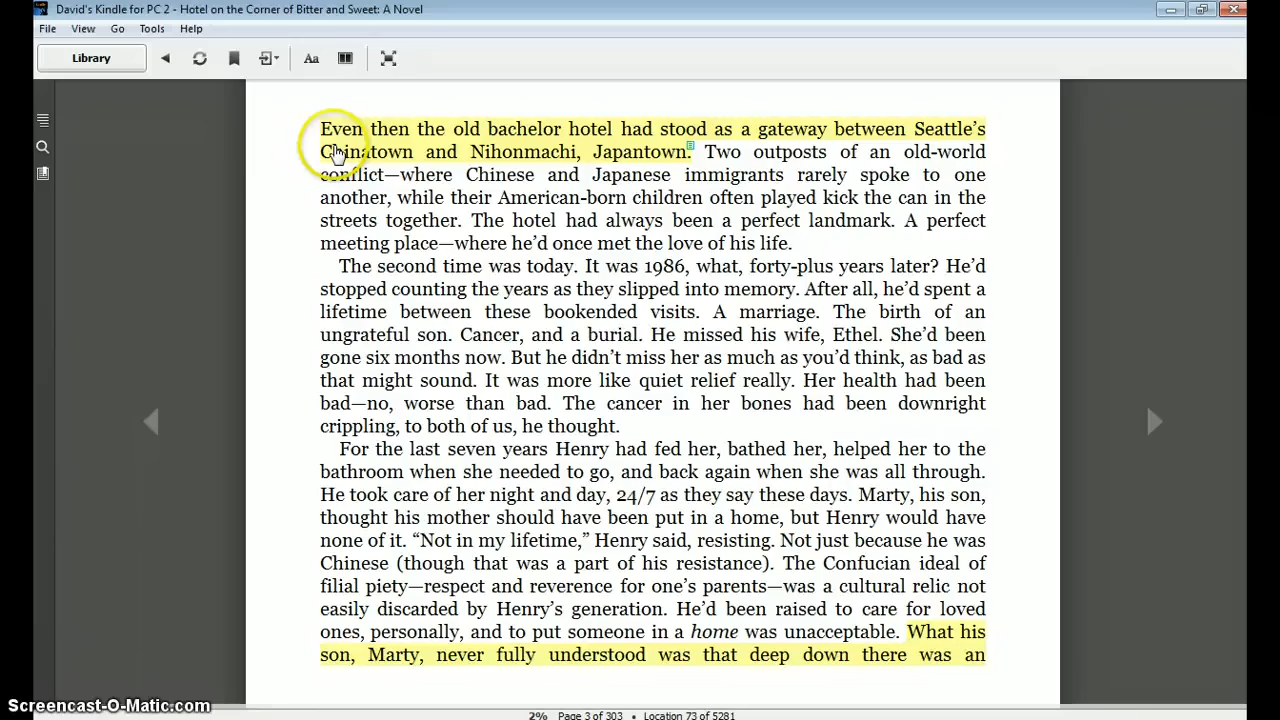 David's Kindle for PC 2 - Hotel on the Corner of Bitter and Sweet: A Novel
File View Go Tools Help
Library Aa
Even then the old bachelor hotel had stood as a gateway between Seattle's
Chinatown and Nihonmachi, Japantown. Two outposts of an old-world
conflict—where Chinese and Japanese immigrants rarely spoke to one
another, while their American-born children often played kick the can in the
streets together. The hotel had always been a perfect landmark. A perfect
meeting place—where he'd once met the love of his life.
The second time was today. It was 1986, what, forty-plus years later? He'd
stopped counting the years as they slipped into memory. After all, he'd spent a
lifetime between these bookended visits. A marriage. The birth of an
ungrateful son. Cancer, and a burial. He missed his wife, Ethel. She'd been
gone six months now. But he didn't miss her as much as you'd think, as bad as
that might sound. It was more like quiet relief really. Her health had been
bad—no, worse than bad. The cancer in her bones had been downright
crippling, to both of us, he thought.
For the last seven years Henry had fed her, bathed her, helped her to the
bathroom when she needed to go, and back again when she was all through.
He took care of her night and day, 24/7 as they say these days. Marty, his son,
thought his mother should have been put in a home, but Henry would have
none of it. “Not in my lifetime,” Henry said, resisting. Not just because he was
Chinese (though that was a part of his resistance). The Confucian ideal of
filial piety—respect and reverence for one's parents—was a cultural relic not
easily discarded by Henry's generation. He'd been raised to care for loved
ones, personally, and to put someone in a home was unacceptable. What his
son, Marty, never fully understood was that deep down there was an
Screencast-O-Matic.com
2% Page 3 of 303 • Location 73 of 5281